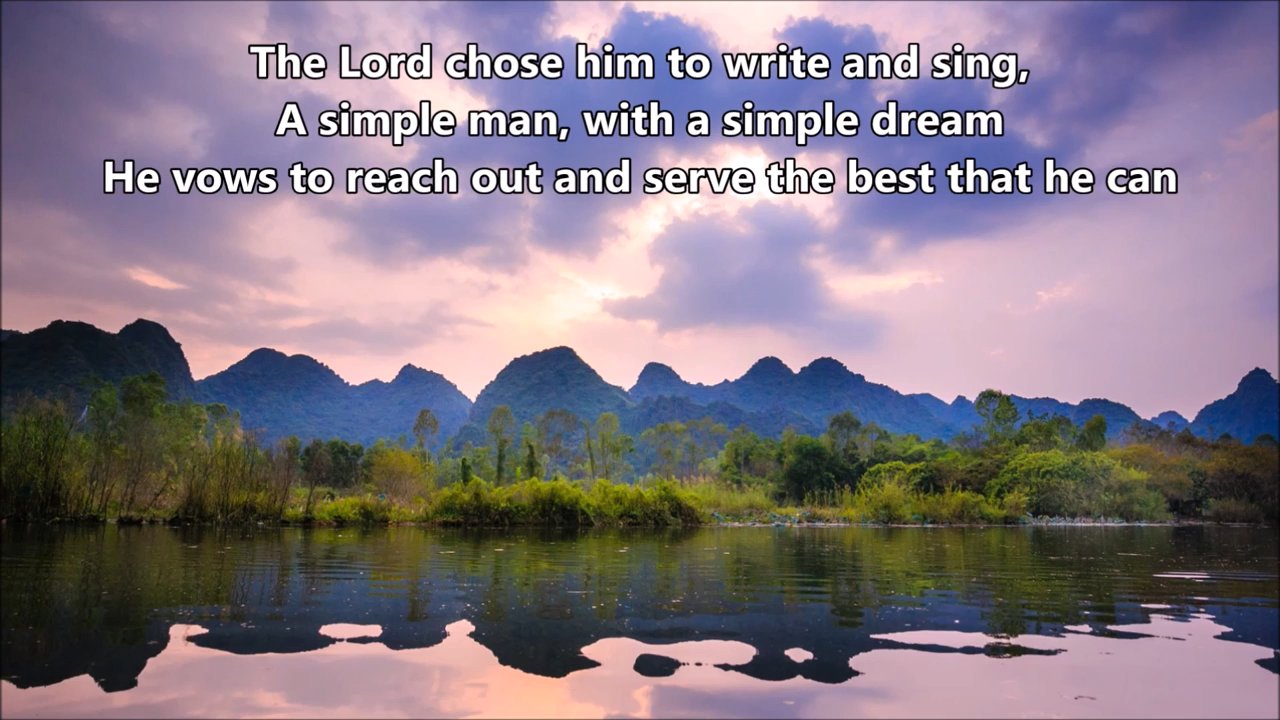 The Lord chose him to write and sing,
A simple man, with a simple dream
He vows to reach out and serve the best that he can